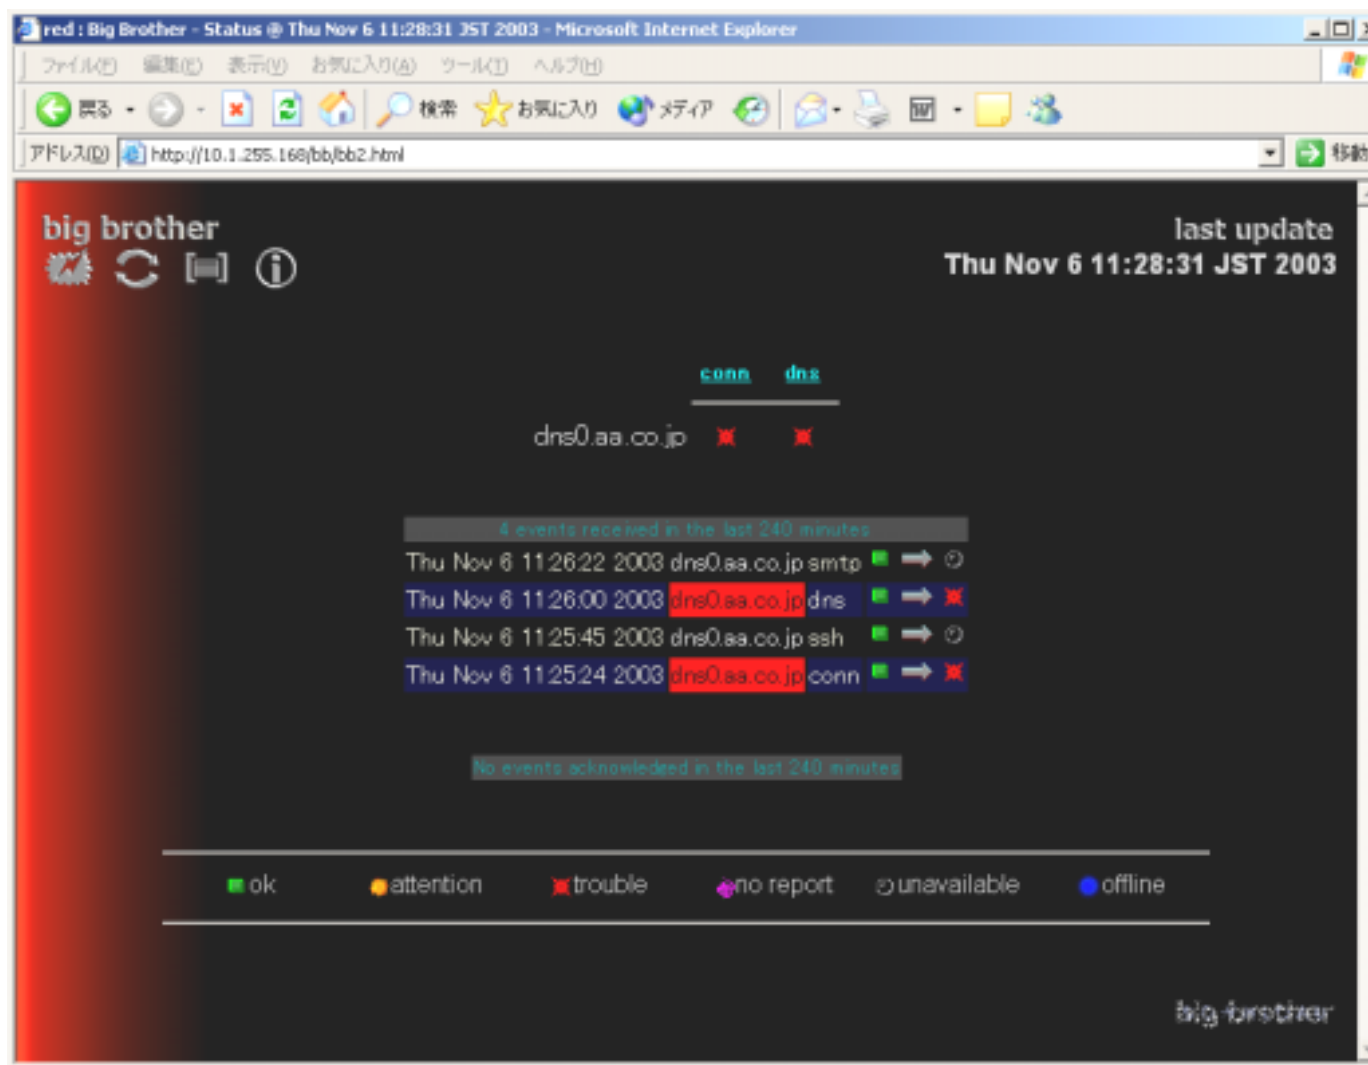 red : Big Brother - Status @ Thu Nov 6 11:28:31 JST 2003 - Microsoft Internet Explorer
ファイル(F) 編集(E) 表示(V) お気に入り(A) ツール(T) ヘルプ(H)
戻る 検索 お気に入り メディア
アドレス(D) http://10.1.255.168/bb/bb2.html 移動
big brother
last update
Thu Nov 6 11:28:31 JST 2003
conn dns
dns0.aa.co.jp
4 events received in the last 240 minutes
Thu Nov 6 11:26:22 2003 dns0.aa.co.jp smtp
Thu Nov 6 11:26:00 2003 dns0.aa.co.jp dns
Thu Nov 6 11:25:45 2003 dns0.aa.co.jp ssh
Thu Nov 6 11:25:24 2003 dns0.aa.co.jp conn
No events acknowledged in the last 240 minutes
ok attention trouble no report unavailable offline
big brother